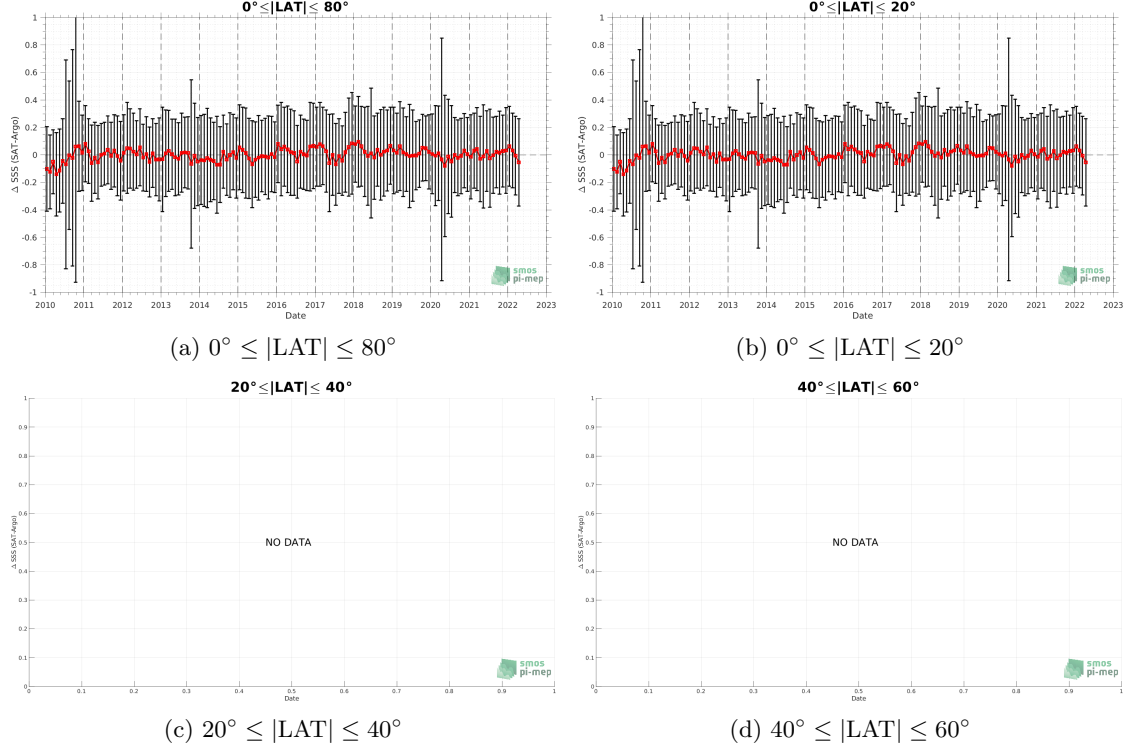 0°≤|LAT|≤ 80°
1
0.8
0.6
0.4
0.2
0
-0.2
-0.4
-0.6
-0.8
-1
Δ SSS (SAT-Argo)
2010 2011 2012 2013 2014 2015 2016 2017 2018 2019 2020 2021 2022 2023
Date
smos
pi-mep
(a) 0° ≤ |LAT| ≤ 80°
0°≤|LAT|≤ 20°
1
0.8
0.6
0.4
0.2
0
-0.2
-0.4
-0.6
-0.8
-1
Δ SSS (SAT-Argo)
2010 2011 2012 2013 2014 2015 2016 2017 2018 2019 2020 2021 2022 2023
Date
smos
pi-mep
(b) 0° ≤ |LAT| ≤ 20°
20°≤|LAT|≤ 40°
1
0.9
0.8
0.7
0.6
0.5
0.4
0.3
0.2
0.1
0
Δ SSS (SAT-Argo)
NO DATA
0 0.1 0.2 0.3 0.4 0.5 0.6 0.7 0.8 0.9 1
Date
smos
pi-mep
(c) 20° ≤ |LAT| ≤ 40°
40°≤|LAT|≤ 60°
1
0.9
0.8
0.7
0.6
0.5
0.4
0.3
0.2
0.1
0
Δ SSS (SAT-Argo)
NO DATA
0 0.1 0.2 0.3 0.4 0.5 0.6 0.7 0.8 0.9 1
Date
smos
pi-mep
(d) 40° ≤ |LAT| ≤ 60°